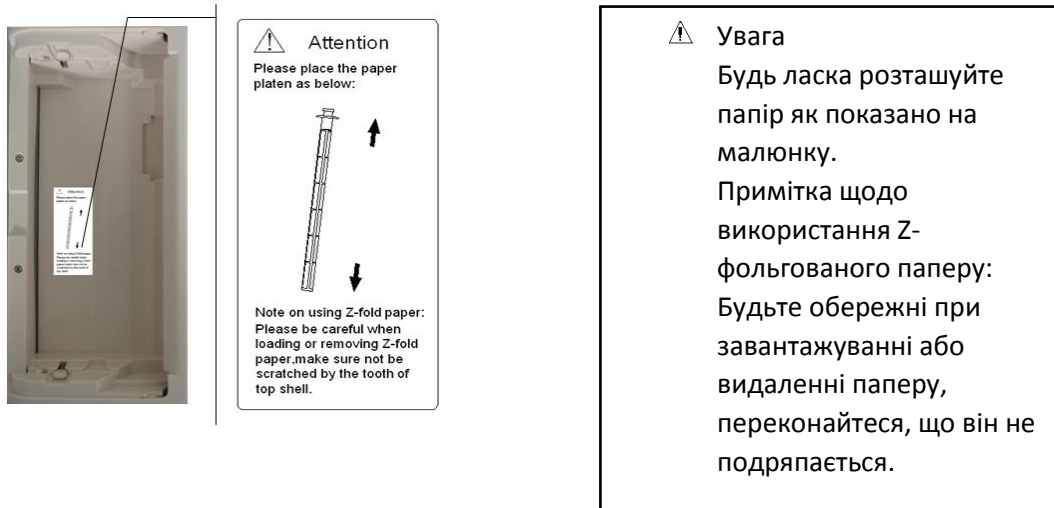 Attention
Please place the paper
platen as below:
Note on using Z-fold paper:
Please be careful when
loading or removing Z-fold
paper,make sure not be
scratched by the tooth of
top shell.
Увага
Будь ласка розташуйте
папір як показано на
малюнку.
Примітка щодо
використання Z-
фольгованого паперу:
Будьте обережні при
завантажуванні або
видаленні паперу,
переконайтеся, що він не
подряпається.